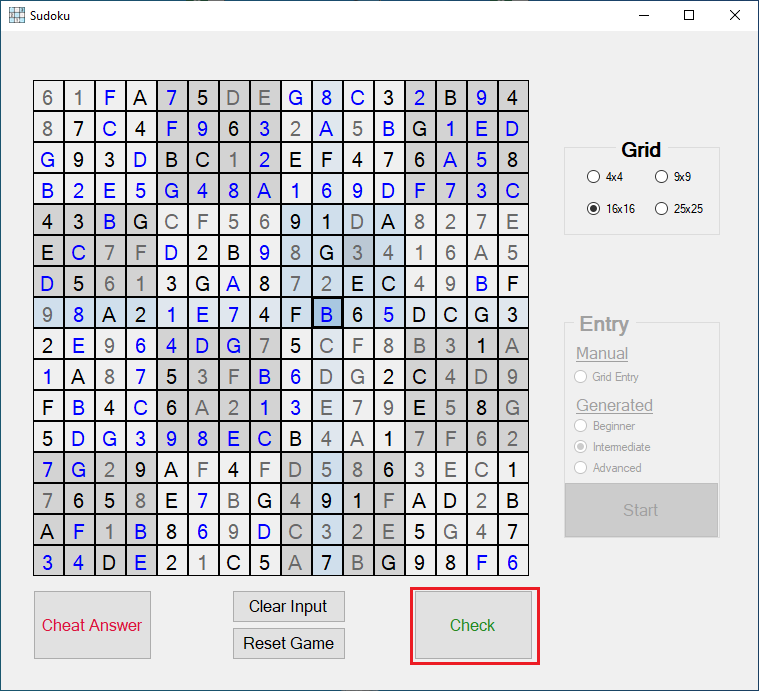 Sudoku
6 1 F A 7 5 D E G 8 C 3 2 B 9 4
8 7 C 4 F 9 6 3 2 A 5 B G 1 E D
G 9 3 D B C 1 2 E F 4 7 6 A 5 8
B 2 E 5 G 4 8 A 1 6 9 D F 7 3 C
4 3 B G C F 5 6 9 1 D A 8 2 7 E
E C 7 F D 2 B 9 8 G 3 4 1 6 A 5
D 5 6 1 3 G A 8 7 2 E C 4 9 B F
9 8 A 2 1 E 7 4 F B 6 5 D C G 3
2 E 9 6 4 D G 7 5 C F 8 B 3 1 A
1 A 8 7 5 3 F B 6 D G 2 C 4 D 9
F B 4 C 6 A 2 1 3 E 7 9 E 5 8 G
5 D G 3 9 8 E C B 4 A 1 7 F 6 2
7 G 2 9 A F 4 F D 5 8 6 3 E C 1
7 6 5 8 E 7 B G 4 9 1 F A D 2 B
A F 1 B 8 6 9 D C 3 2 E 5 G 4 7
3 4 D E 2 1 C 5 A 7 B G 9 8 F 6
Grid
4x4 9x9
16x16 25x25
Entry
Manual
Grid Entry
Generated
Beginner
Intermediate
Advanced
Start
Cheat Answer
Clear Input
Reset Game
Check